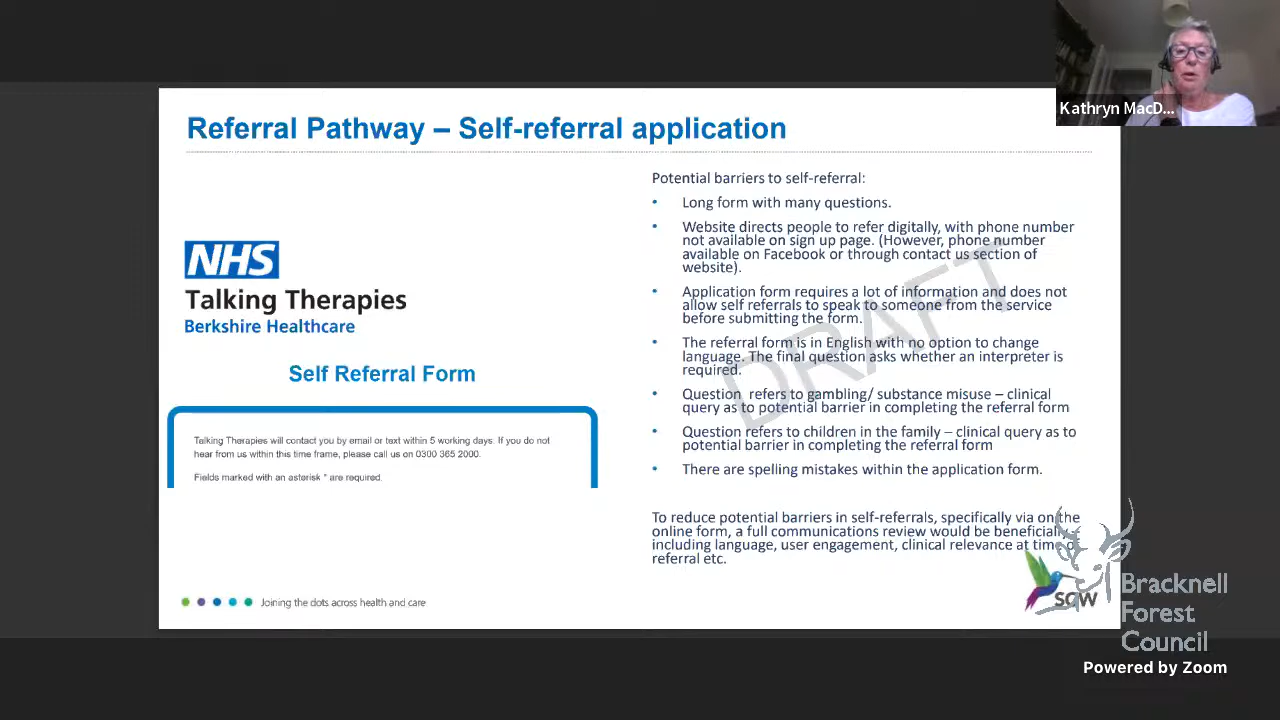 Kathryn MacD...
Referral Pathway – Self-referral application
NHS
Talking Therapies
Berkshire Healthcare
Self Referral Form
Talking Therapies will contact you by email or text within 5 working days. If you do not
hear from us within this time frame, please call us on 0300 365 2000.
Fields marked with an asterisk * are required.
Potential barriers to self-referral:
• Long form with many questions.
• Website directs people to refer digitally, with phone number
not available on sign up page. (However, phone number
available on Facebook or through contact us section of
website).
• Application form requires a lot of information and does not
allow self referrals to speak to someone from the service
before submitting the form.
• The referral form is in English with no option to change
language. The final question asks whether an interpreter is
required.
• Question refers to gambling/ substance misuse – clinical
query as to potential barrier in completing the referral form
• Question refers to children in the family – clinical query as to
potential barrier in completing the referral form
• There are spelling mistakes within the application form.
To reduce potential barriers in self-referrals, specifically via on the
online form, a full communications review would be beneficial
including language, user engagement, clinical relevance at time of
referral etc.
DRAFT
Joining the dots across health and care
SCW
Bracknell
Forest
Council
Powered by Zoom